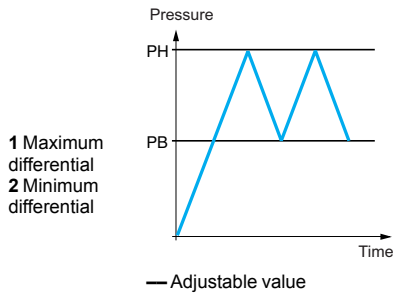 Pressure
PH
PB
1 Maximum
differential
2 Minimum
differential
Time
Adjustable value